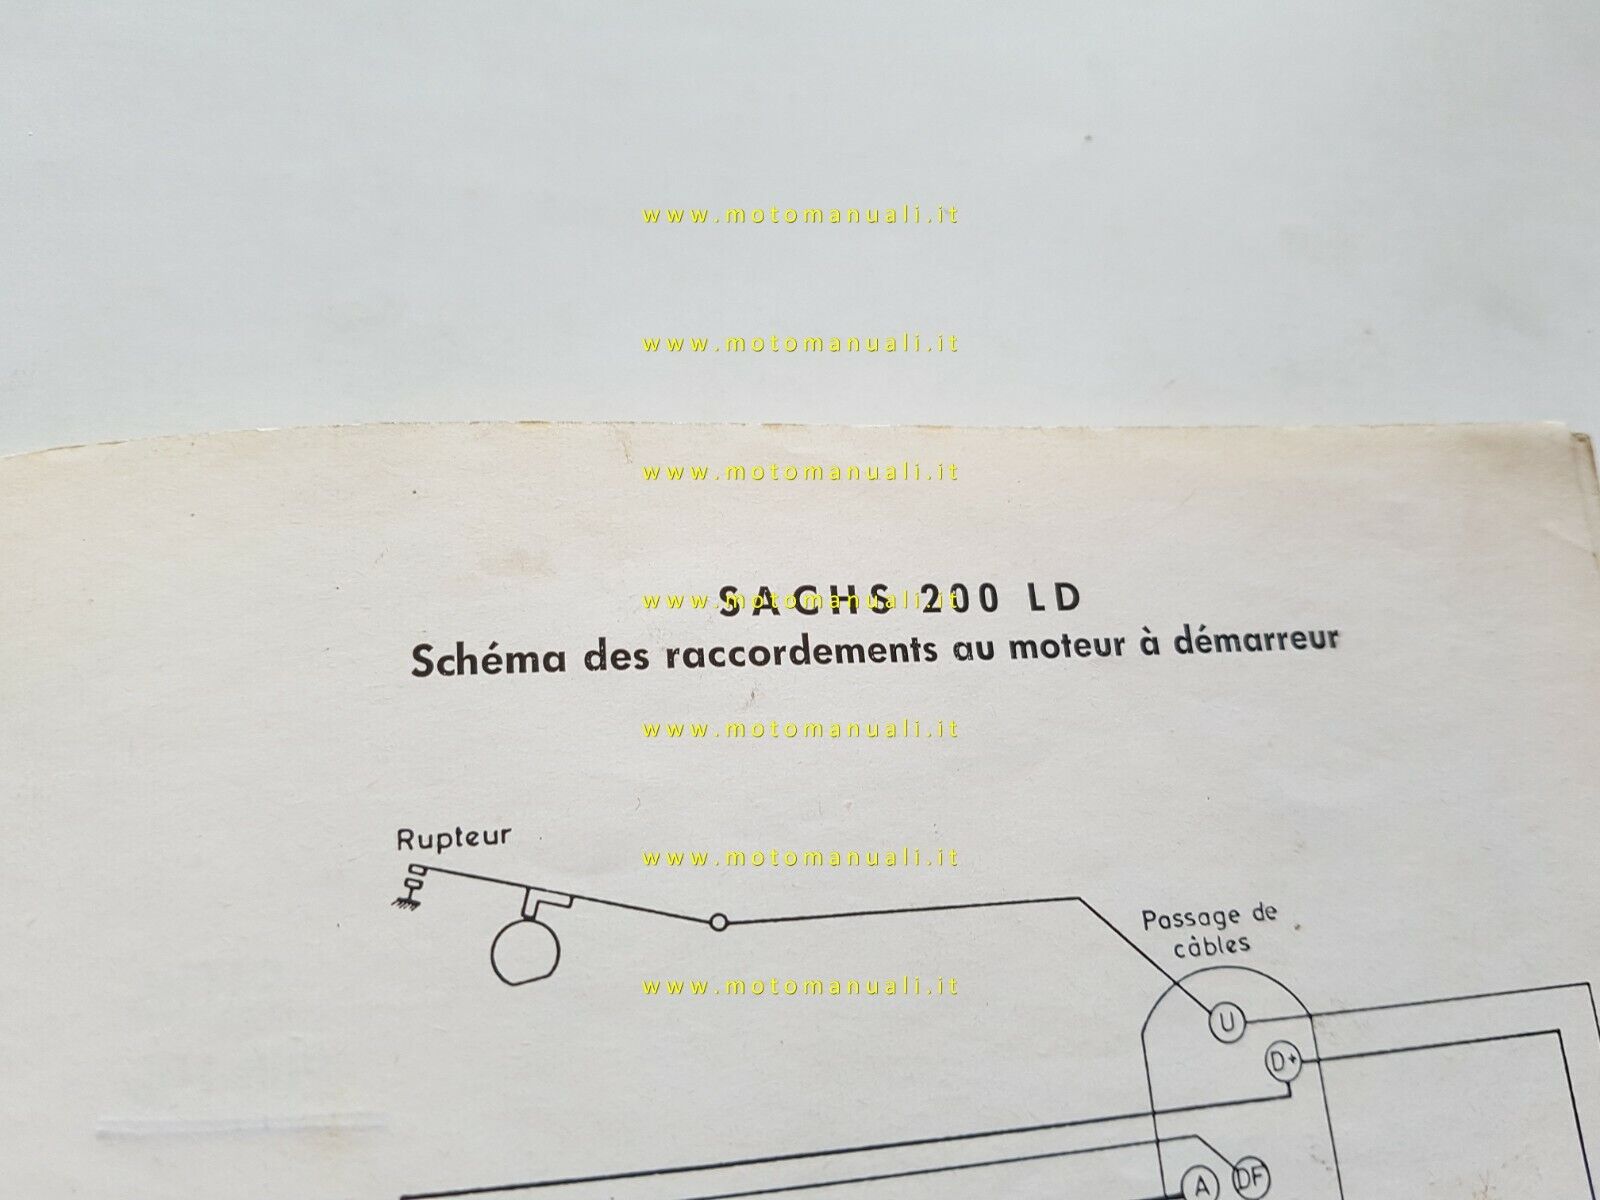 www.motomanuali.it
www.motomanuali.it
www.motomanuali.it
SACHS 200 LD
www.motomanuali.it
Schéma des raccordements au moteur à démarreur
www.motomanuali.it
Rupteur
www.motomanuali.it
Passage de
câbles
www.motomanuali.it
U
D+
A
DF